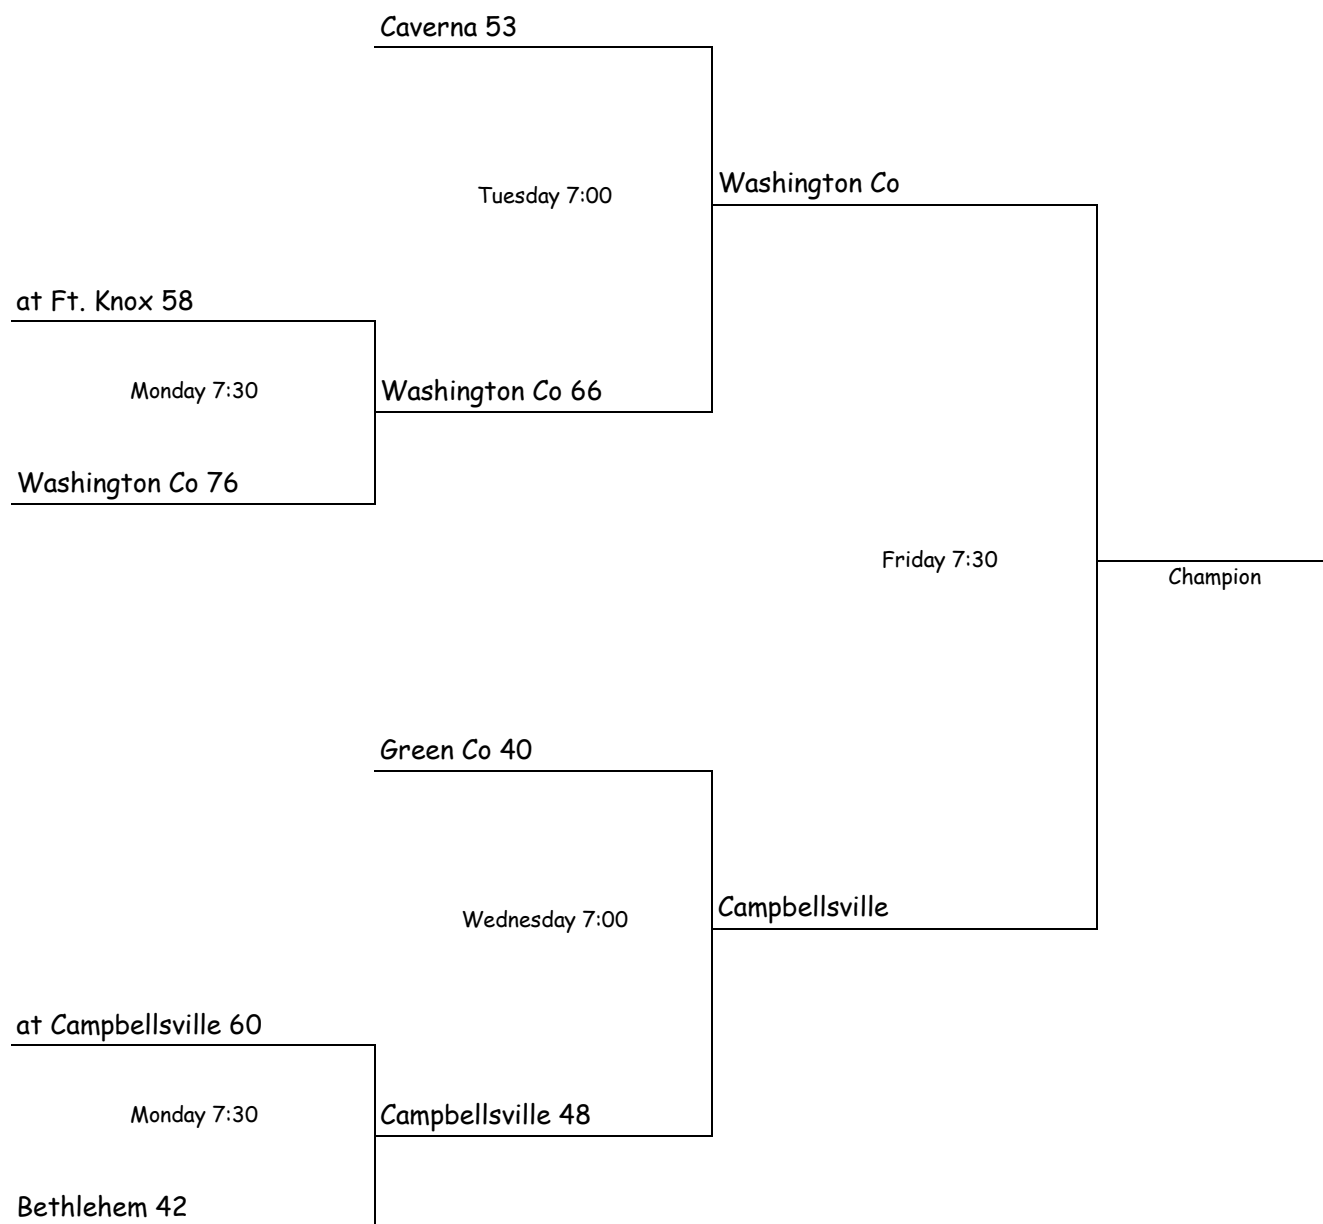 Caverna 53
Tuesday 7:00
Washington Co
at Ft. Knox 58
Monday 7:30
Washington Co 66
Washington Co 76
Friday 7:30
Champion
Green Co 40
Wednesday 7:00
Campbellsville
at Campbellsville 60
Monday 7:30
Campbellsville 48
Bethlehem 42